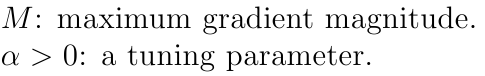 M: maximum gradient magnitude.
α > 0: a tuning parameter.